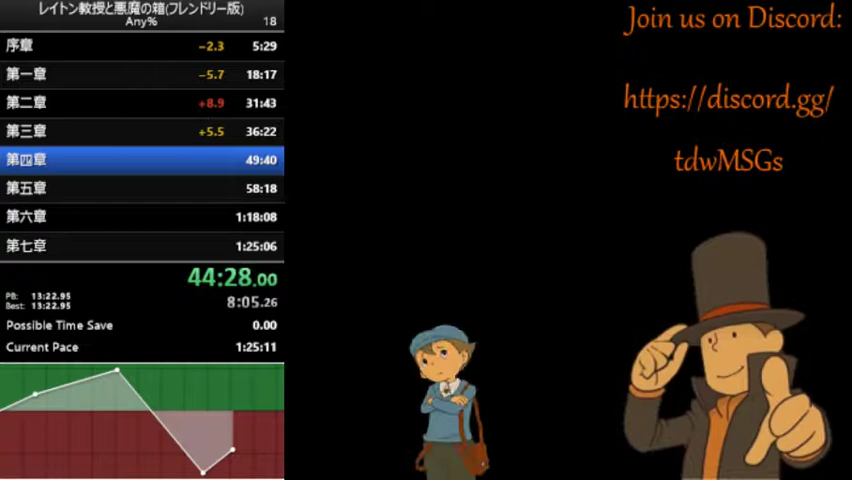 レイトン教授と悪魔の箱(フレンドリー版)
Any%
18
序章 −2.3 5:29
第一章 −5.7 18:17
第二章 +8.9 31:43
第三章 +5.5 36:22
第四章 49:40
第五章 58:18
第六章 1:18:08
第七章 1:25:06
44:28.00
PB: 13:22.95
Best: 13:22.95
8:05.26
Possible Time Save 0.00
Current Pace 1:25:11
Join us on Discord:
https://discord.gg/
tdwMSGs